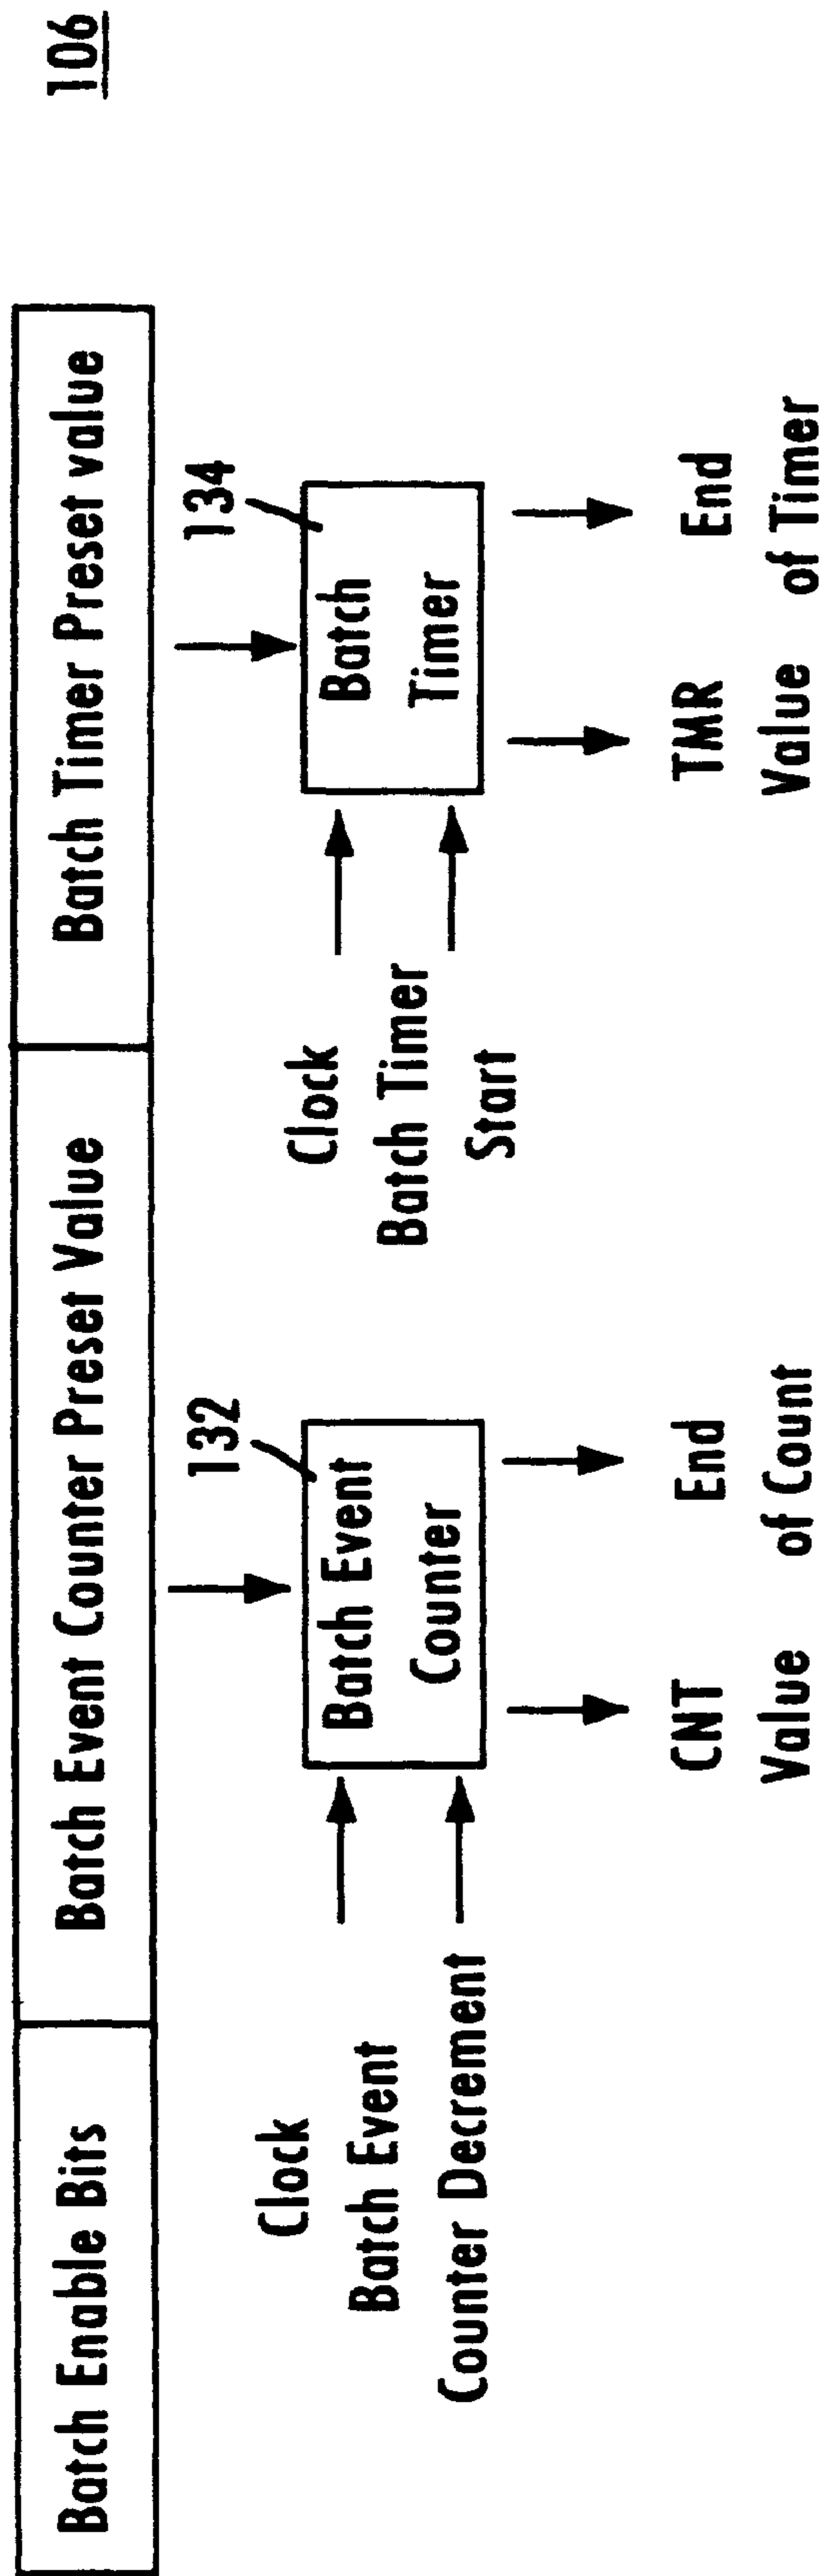 106
Batch Enable Bits
Batch Event Counter Preset Value
Batch Timer Preset value
132
134
Clock
Batch Event
Counter Decrement
Batch Event
Counter
Clock
Batch Timer
Start
Batch
Timer
CNT
Value
End
of Count
TMR
Value
End
of Timer